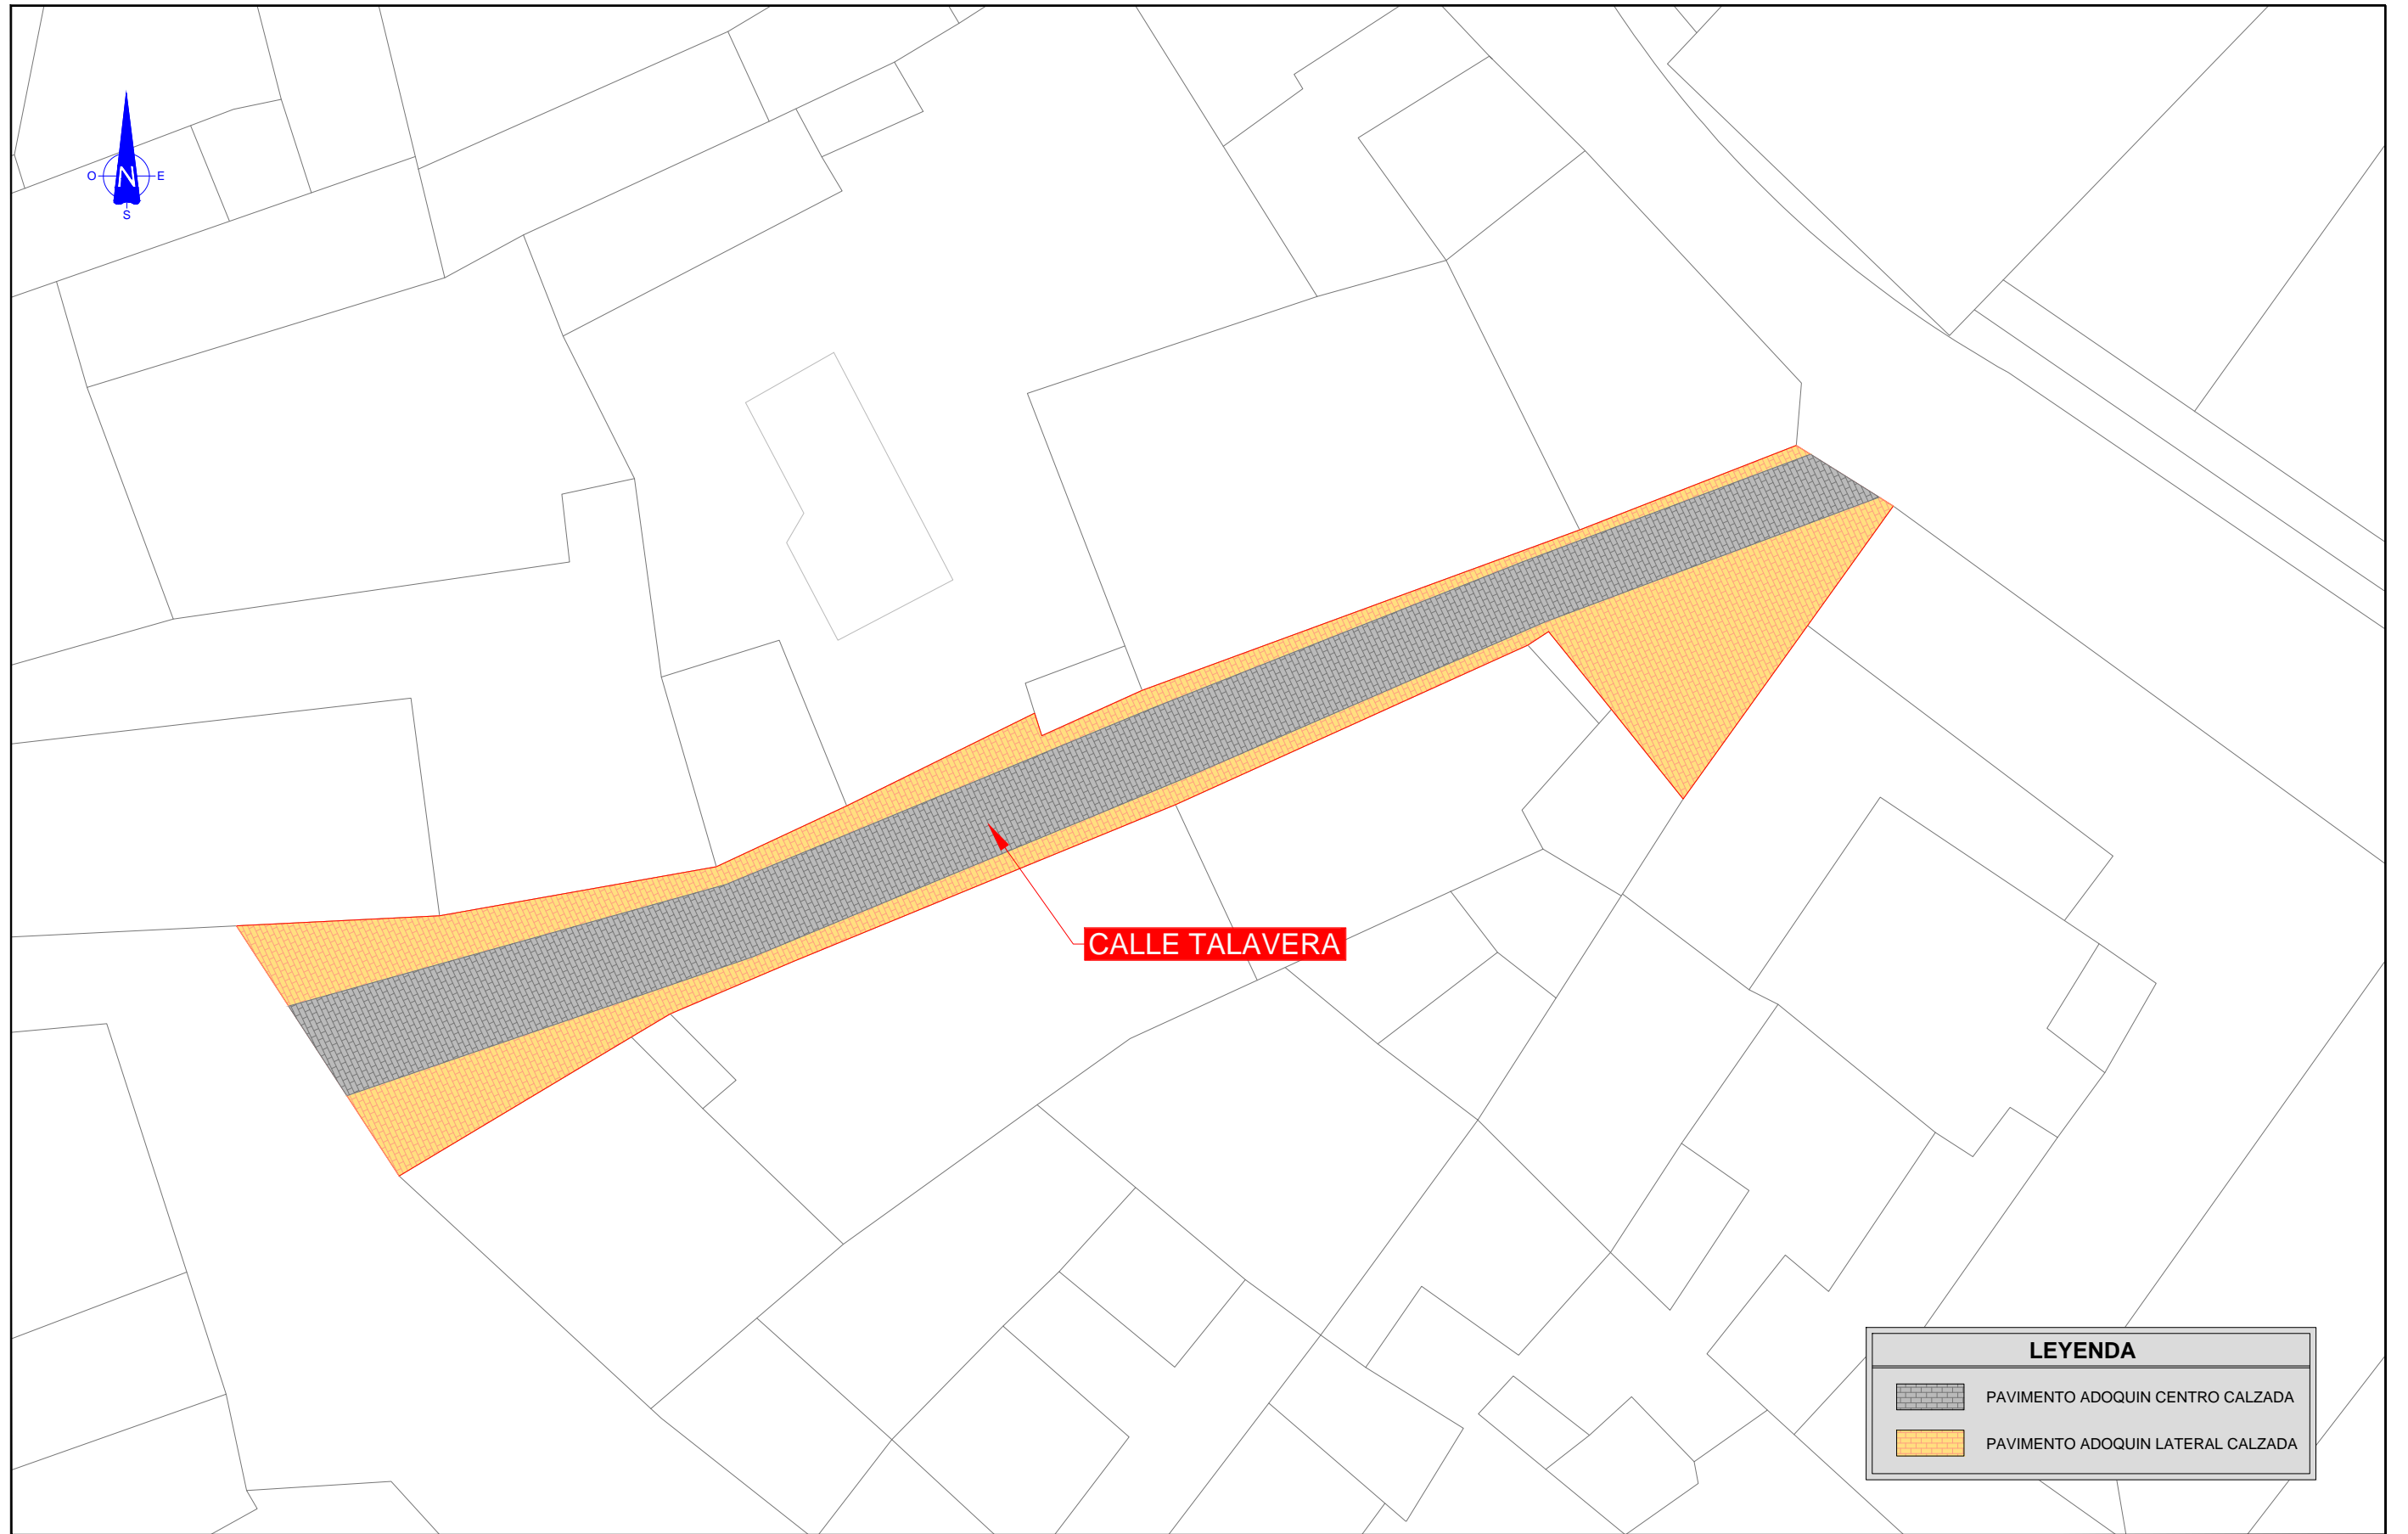 N
O
E
S
CALLE TALAVERA
LEYENDA
PAVIMENTO ADOQUIN CENTRO CALZADA
PAVIMENTO ADOQUIN LATERAL CALZADA